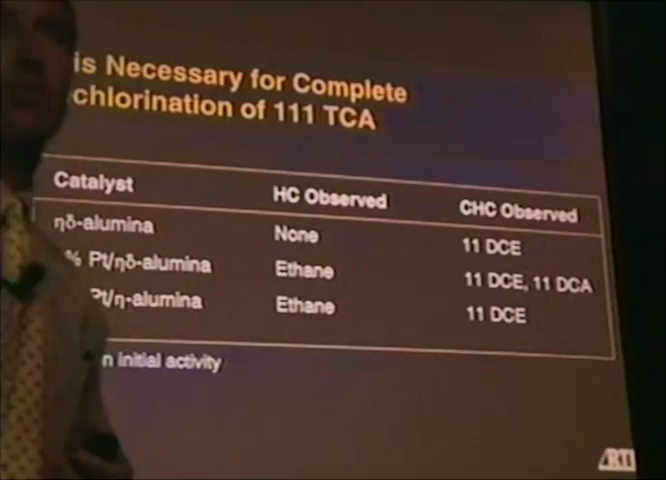 is Necessary for Complete
chlorination of 111 TCA
Catalyst HC Observed CHC Observed
ηδ-alumina None 11 DCE
% Pt/ηδ-alumina Ethane 11 DCE, 11 DCA
Pt/η-alumina Ethane 11 DCE
n initial activity
RTI